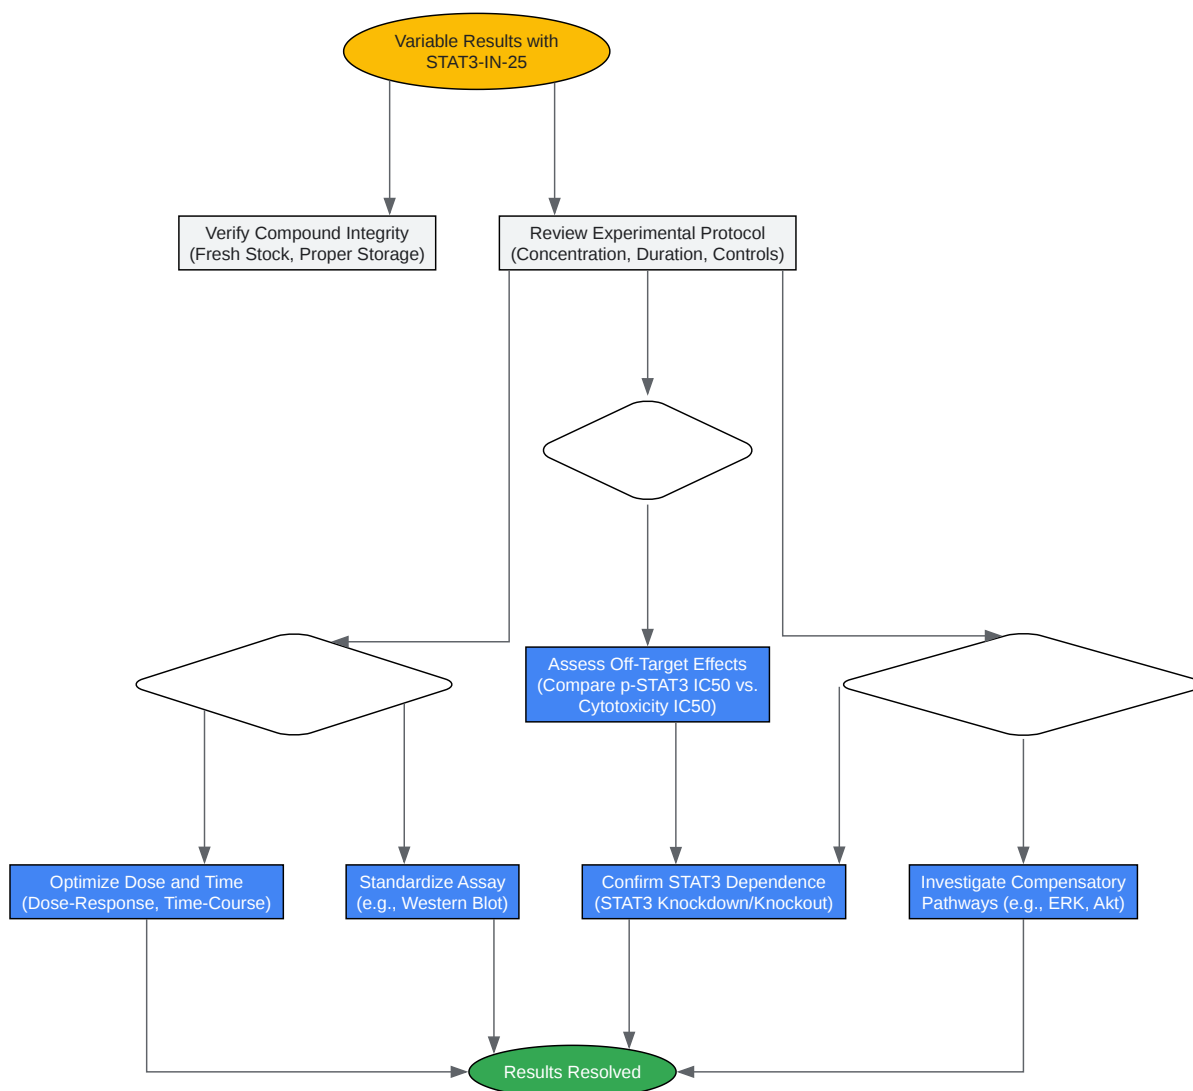 Variable Results with
STAT3-IN-25
Verify Compound Integrity
(Fresh Stock, Proper Storage)
Review Experimental Protocol
(Concentration, Duration, Controls)
Assess Off-Target Effects
(Compare p-STAT3 IC50 vs.
Cytotoxicity IC50)
Optimize Dose and Time
(Dose-Response, Time-Course)
Standardize Assay
(e.g., Western Blot)
Confirm STAT3 Dependence
(STAT3 Knockdown/Knockout)
Investigate Compensatory
Pathways (e.g., ERK, Akt)
Results Resolved